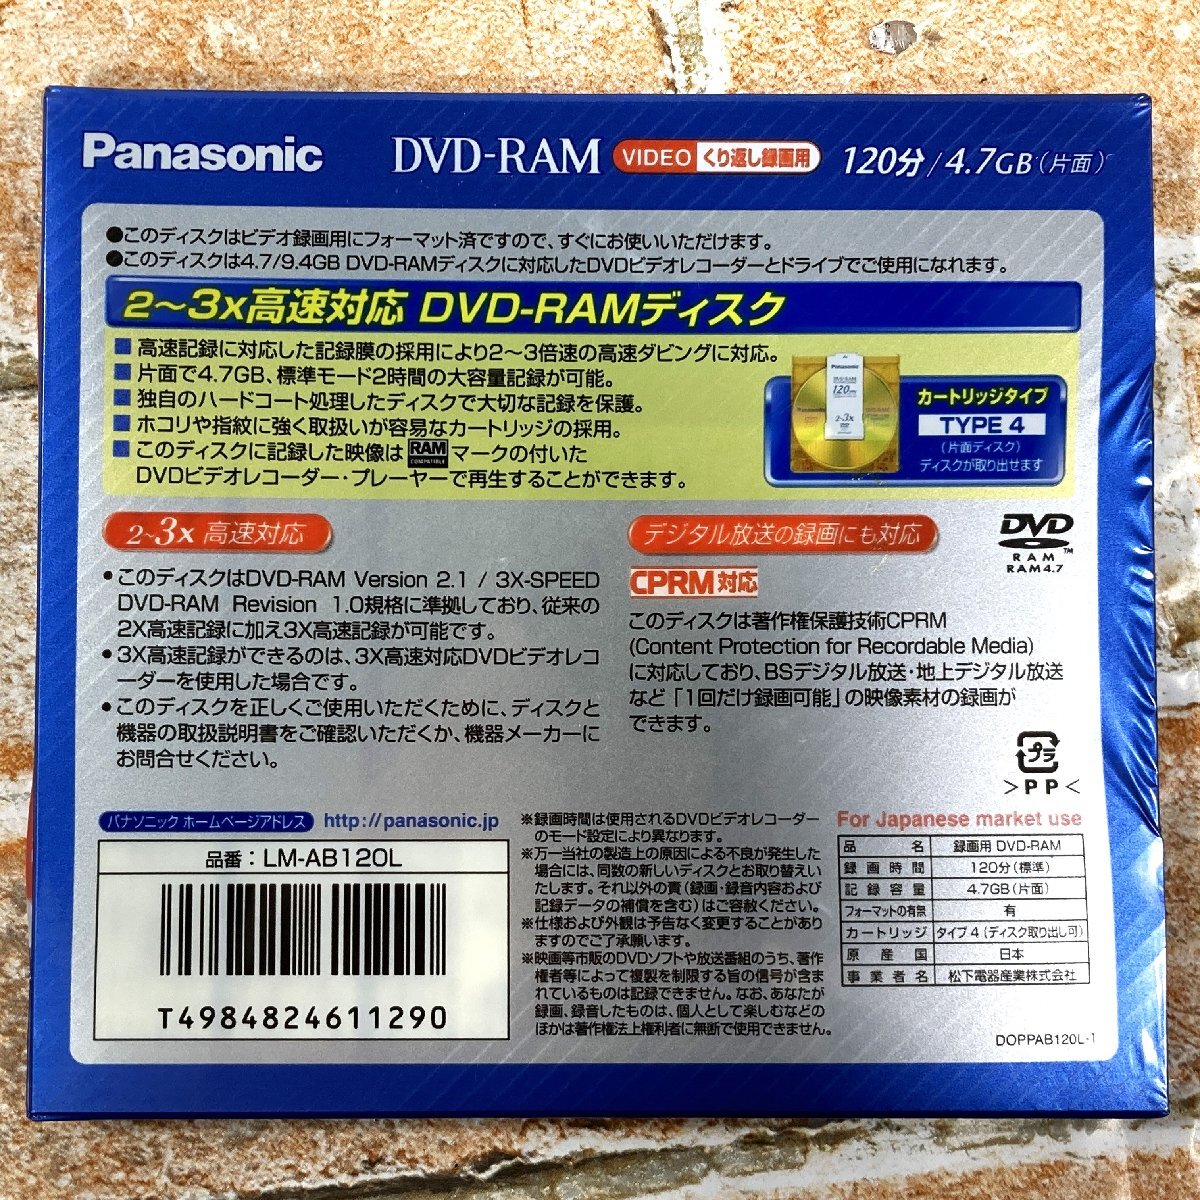 Panasonic DVD-RAM VIDEO くり返し録画用 120分/4.7GB(片面)
●このディスクはビデオ録画用にフォーマット済ですので、すぐにお使いいただけます。
●このディスクは4.7/9.4GB DVD-RAMディスクに対応したDVDビデオレコーダーとドライブでご使用になれます。
2〜3x高速対応 DVD-RAMディスク
■ 高速記録に対応した記録膜の採用により2〜3倍速の高速ダビングに対応。
■ 片面で4.7GB、標準モード2時間の大容量記録が可能。
■ 独自のハードコート処理したディスクで大切な記録を保護。
■ ホコリや指紋に強く取扱いが容易なカートリッジの採用。
■ このディスクに記録した映像は RAM COMPATIBLE マークの付いた
DVDビデオレコーダー・プレーヤーで再生することができます。
Panasonic
DVD-RAM
120min
2-3x
カートリッジタイプ
TYPE 4
(片面ディスク)
ディスクが取り出せます
2~3x 高速対応
•このディスクはDVD-RAM Version 2.1 / 3X-SPEED
DVD-RAM Revision 1.0規格に準拠しており、従来の
2X高速記録に加え3X高速記録が可能です。
•3X高速記録ができるのは、3X高速対応DVDビデオレコ
ーダーを使用した場合です。
•このディスクを正しくご使用いただくために、ディスクと
機器の取扱説明書をご確認いただくか、機器メーカーに
お問合せください。
デジタル放送の録画にも対応
CPRM対応
このディスクは著作権保護技術CPRM
(Content Protection for Recordable Media)
に対応しており、BSデジタル放送・地上デジタル放送
など「1回だけ録画可能」の映像素材の録画が
できます。
DVD
RAM™
RAM4.7
プラ
>PP<
パナソニック ホームページアドレス http://panasonic.jp
品番：LM-AB120L
T4984824611290
※録画時間は使用されるDVDビデオレコーダー
のモード設定により異なります。
※万一当社の製造上の原因による不良が発生した
場合には、同数の新しいディスクとお取り替えい
たします。それ以外の責(録画・録音内容および
記録データの補償を含む)はご容赦ください。
※仕様および外観は予告なく変更することがあり
ますのでご了承願います。
※映画等市販のDVDソフトや放送番組のうち、著作
権者等によって複製を制限する旨の信号が含ま
れているものは記録できません。なお、あなたが
録画、録音したものは、個人として楽しむなどの
ほかは著作権法上権利者に無断で使用できません。
For Japanese market use
品名 録画用 DVD-RAM
録画時間 120分(標準)
記録容量 4.7GB(片面)
フォーマットの有無 有
カートリッジ タイプ4(ディスク取り出し可)
原産国 日本
事業者名 松下電器産業株式会社
DOPPAB120L-1